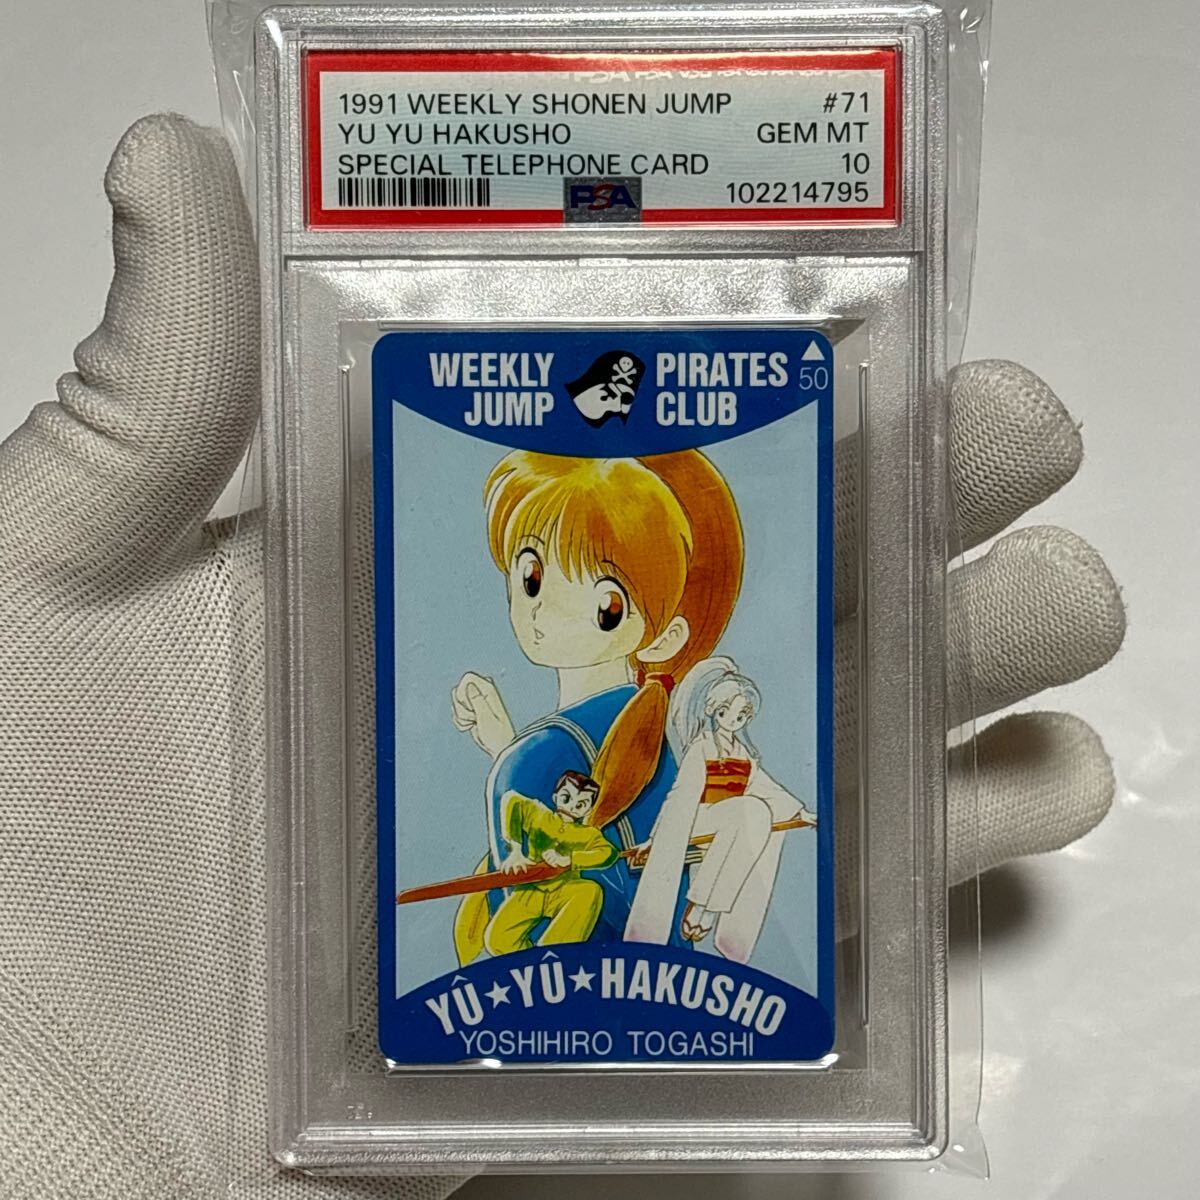 1991 WEEKLY SHONEN JUMP #71
YU YU HAKUSHO GEM MT
SPECIAL TELEPHONE CARD 10
PSA 102214795
WEEKLY PIRATES
JUMP CLUB
50
YÛ★YÛ★HAKUSHO
YOSHIHIRO TOGASHI